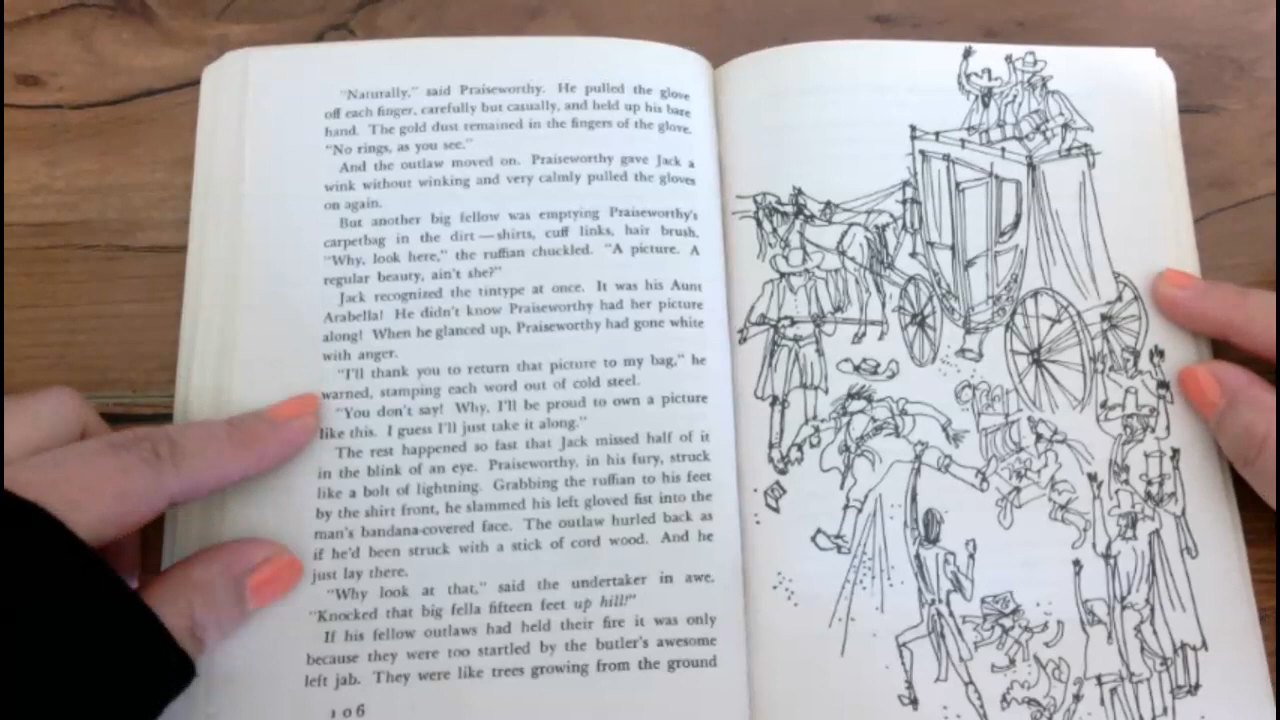 "Naturally," said Praiseworthy. He pulled the glove
off each finger, carefully but casually, and held up his bare
hand. The gold dust remained in the fingers of the glove.
"No rings, as you see."
And the outlaw moved on. Praiseworthy gave Jack a
wink without winking and very calmly pulled the gloves
on again.
But another big fellow was emptying Praiseworthy's
carpetbag in the dirt — shirts, cuff links, hair brush.
"Why, look here," the ruffian chuckled. "A picture. A
regular beauty, ain't she?"
Jack recognized the tintype at once. It was his Aunt
Arabella! He didn't know Praiseworthy had her picture
along! When he glanced up, Praiseworthy had gone white
with anger.
"I'll thank you to return that picture to my bag," he
warned, stamping each word out of cold steel.
"You don't say! Why, I'll be proud to own a picture
like this. I guess I'll just take it along."
The rest happened so fast that Jack missed half of it
in the blink of an eye. Praiseworthy, in his fury, struck
like a bolt of lightning. Grabbing the ruffian to his feet
by the shirt front, he slammed his left gloved fist into the
man's bandana-covered face. The outlaw hurled back as
if he'd been struck with a stick of cord wood. And he
just lay there.
"Why look at that," said the undertaker in awe.
"Knocked that big fella fifteen feet up hill!"
If his fellow outlaws had held their fire it was only
because they were too startled by the butler's awesome
left jab. They were like trees growing from the ground
106